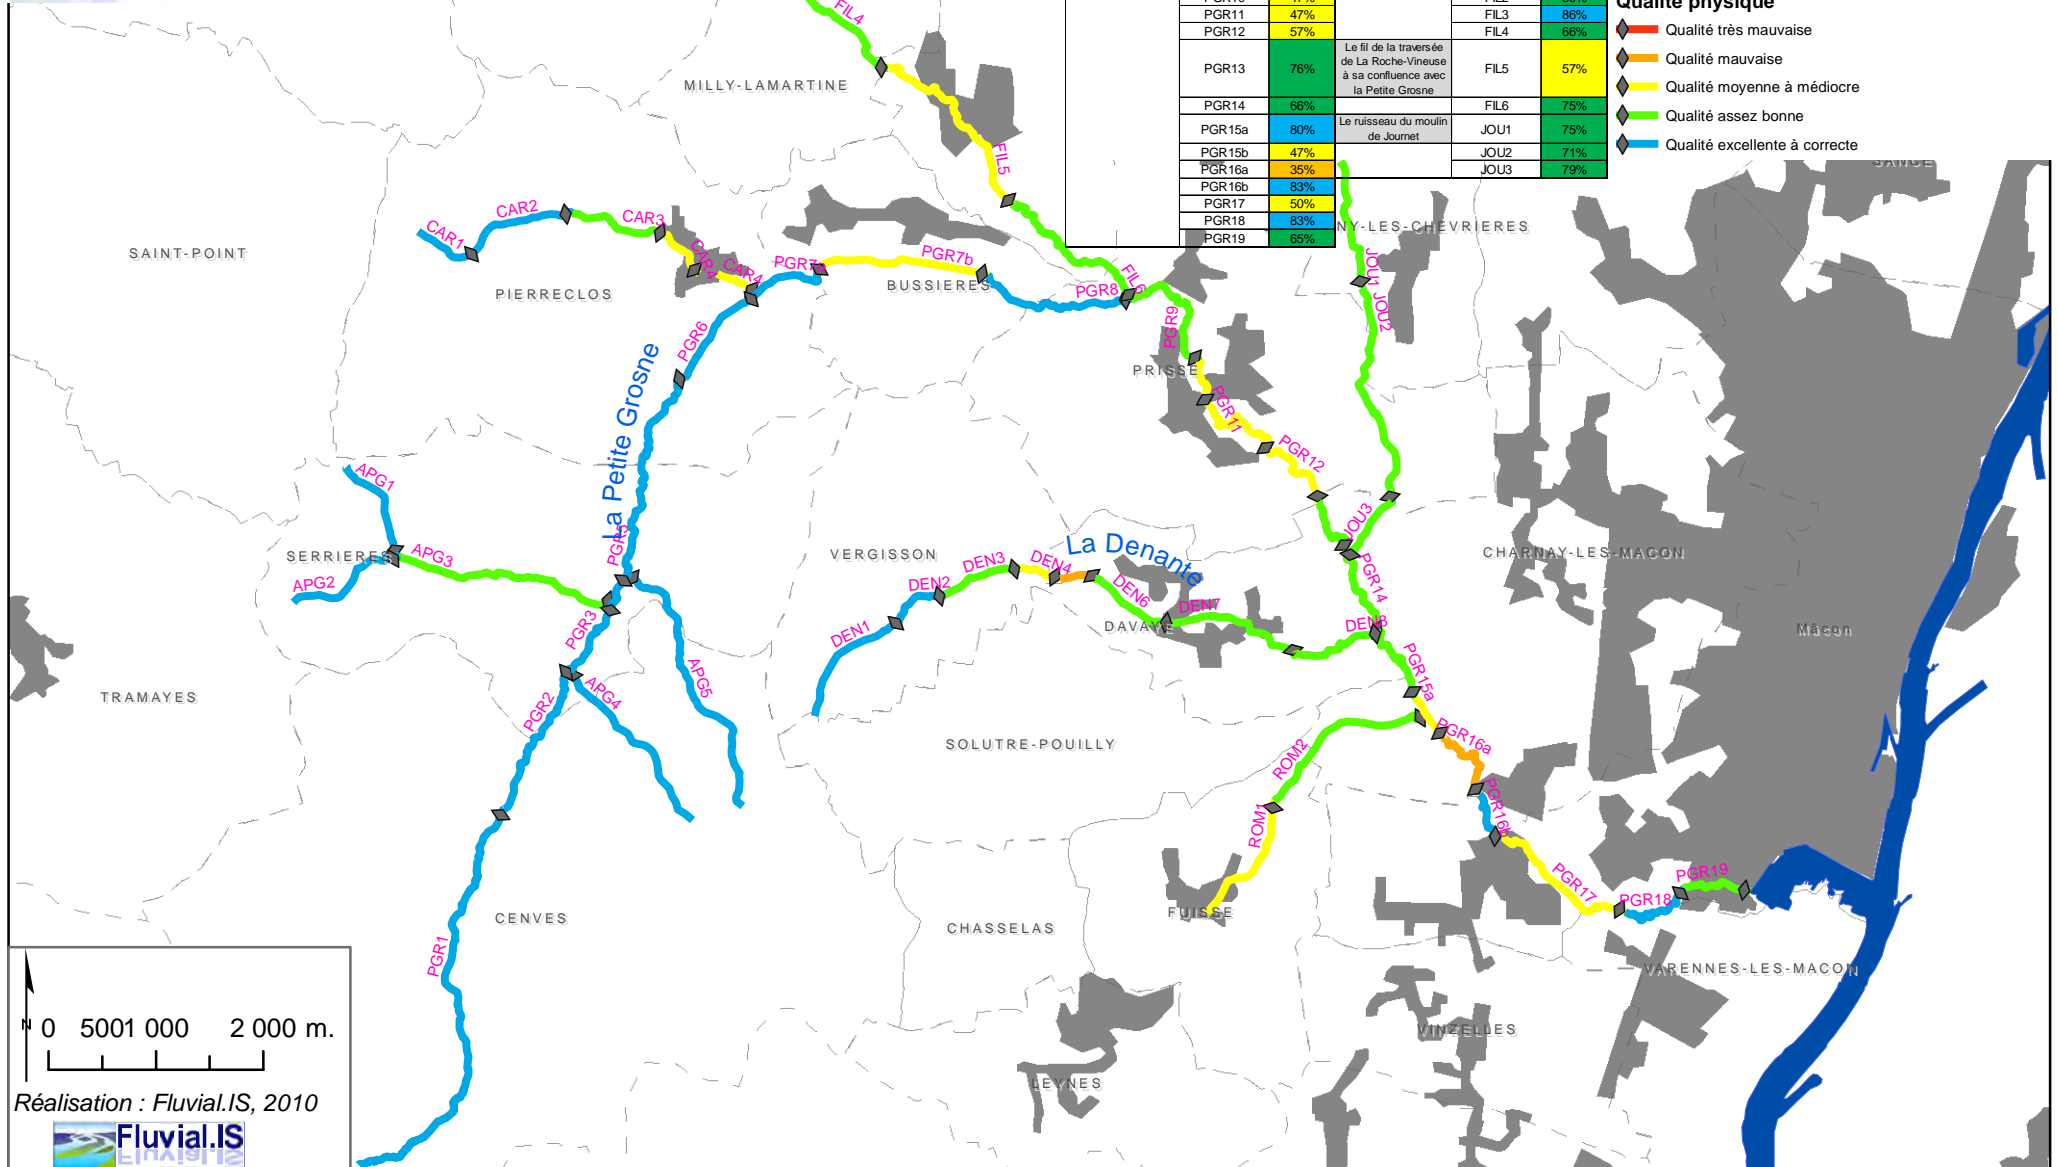 FIL4
MILLY-LAMARTINE
FIL5
PGR11 47% FIL3 86%
PGR12 57% FIL4 66%
PGR13 76% Le fil de la traversée de La Roche-Vineuse à sa confluence avec la Petite Grosne FIL5 57%
PGR14 66% FIL6 75%
PGR15a 80% Le ruisseau du moulin de Journet JOU1 75%
PGR15b 47% JOU2 71%
PGR16a 35% JOU3 79%
PGR16b 83%
PGR17 50%
PGR18 83%
PGR19 65%
Qualité physique
Qualité très mauvaise
Qualité mauvaise
Qualité moyenne à médiocre
Qualité assez bonne
Qualité excellente à correcte
SANCE
CAR1
CAR2
CAR3
CAR4
CAR4
SAINT-POINT
PIERRECLOS
PGR7b
BUSSIERES
PGR8
FIL6
NY-LES-CHEVRIERES
JOU1
JOU2
PGR6
PGR9
PRISSE
La Petite Grosne
PGR11
PGR12
APG1
SERRIERES
APG3
APG2
PGR5
VERGISSON
La Denante
JOU3
CHARNAY-LES-MACON
DEN1
DEN2
DEN3
DEN4
DEN6
DEN7
DAVAYE
DEN8
PGR14
Mâcon
PGR3
APG4
APG5
PGR2
TRAMAYES
SOLUTRE-POUILLY
PGR15a
PGR16a
ROM2
ROM1
PGR16b
FUISSE
PGR17
PGR18
PGR19
CENVES
CHASSELAS
PGR1
VARENNES-LES-MACON
VINZELLES
LEYNES
N
0 5001 000 2 000 m.
Réalisation : Fluvial.IS, 2010
Fluvial.IS